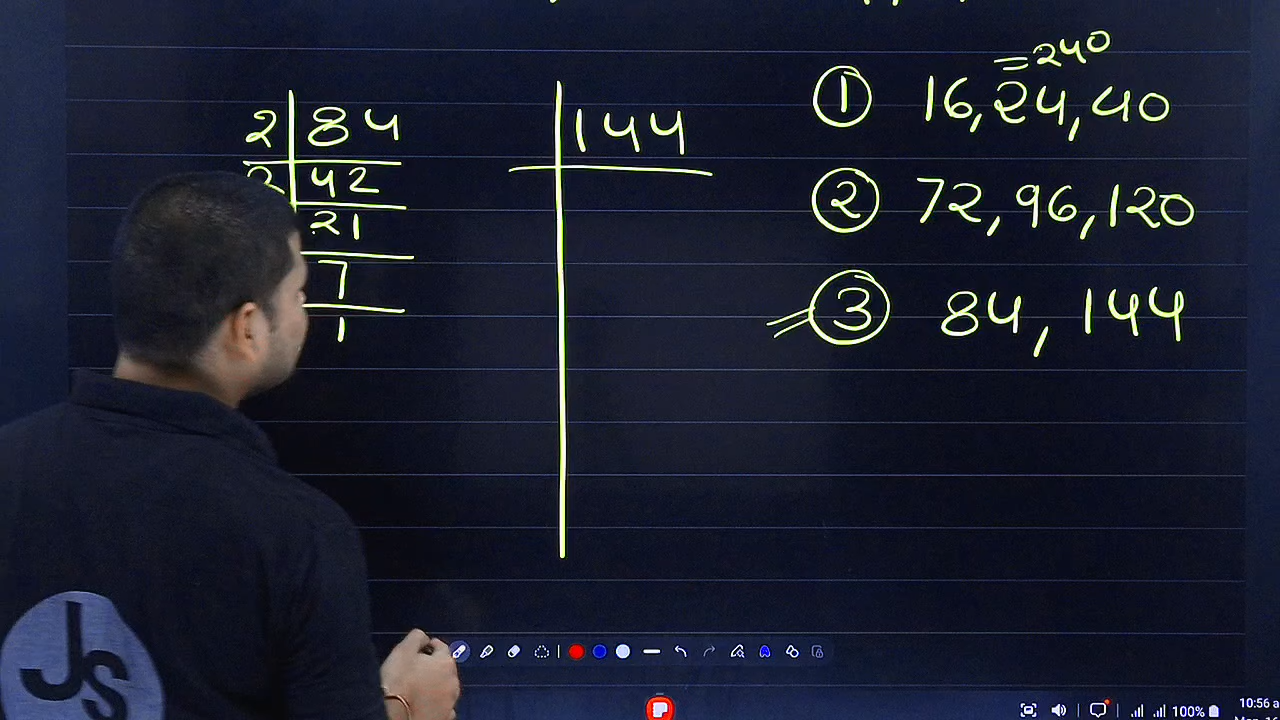 2 84
2 42
21
7
1
144
= 240
1 16, 24, 40
2 72, 96, 120
3 84, 144
JS
100%
10:56 a